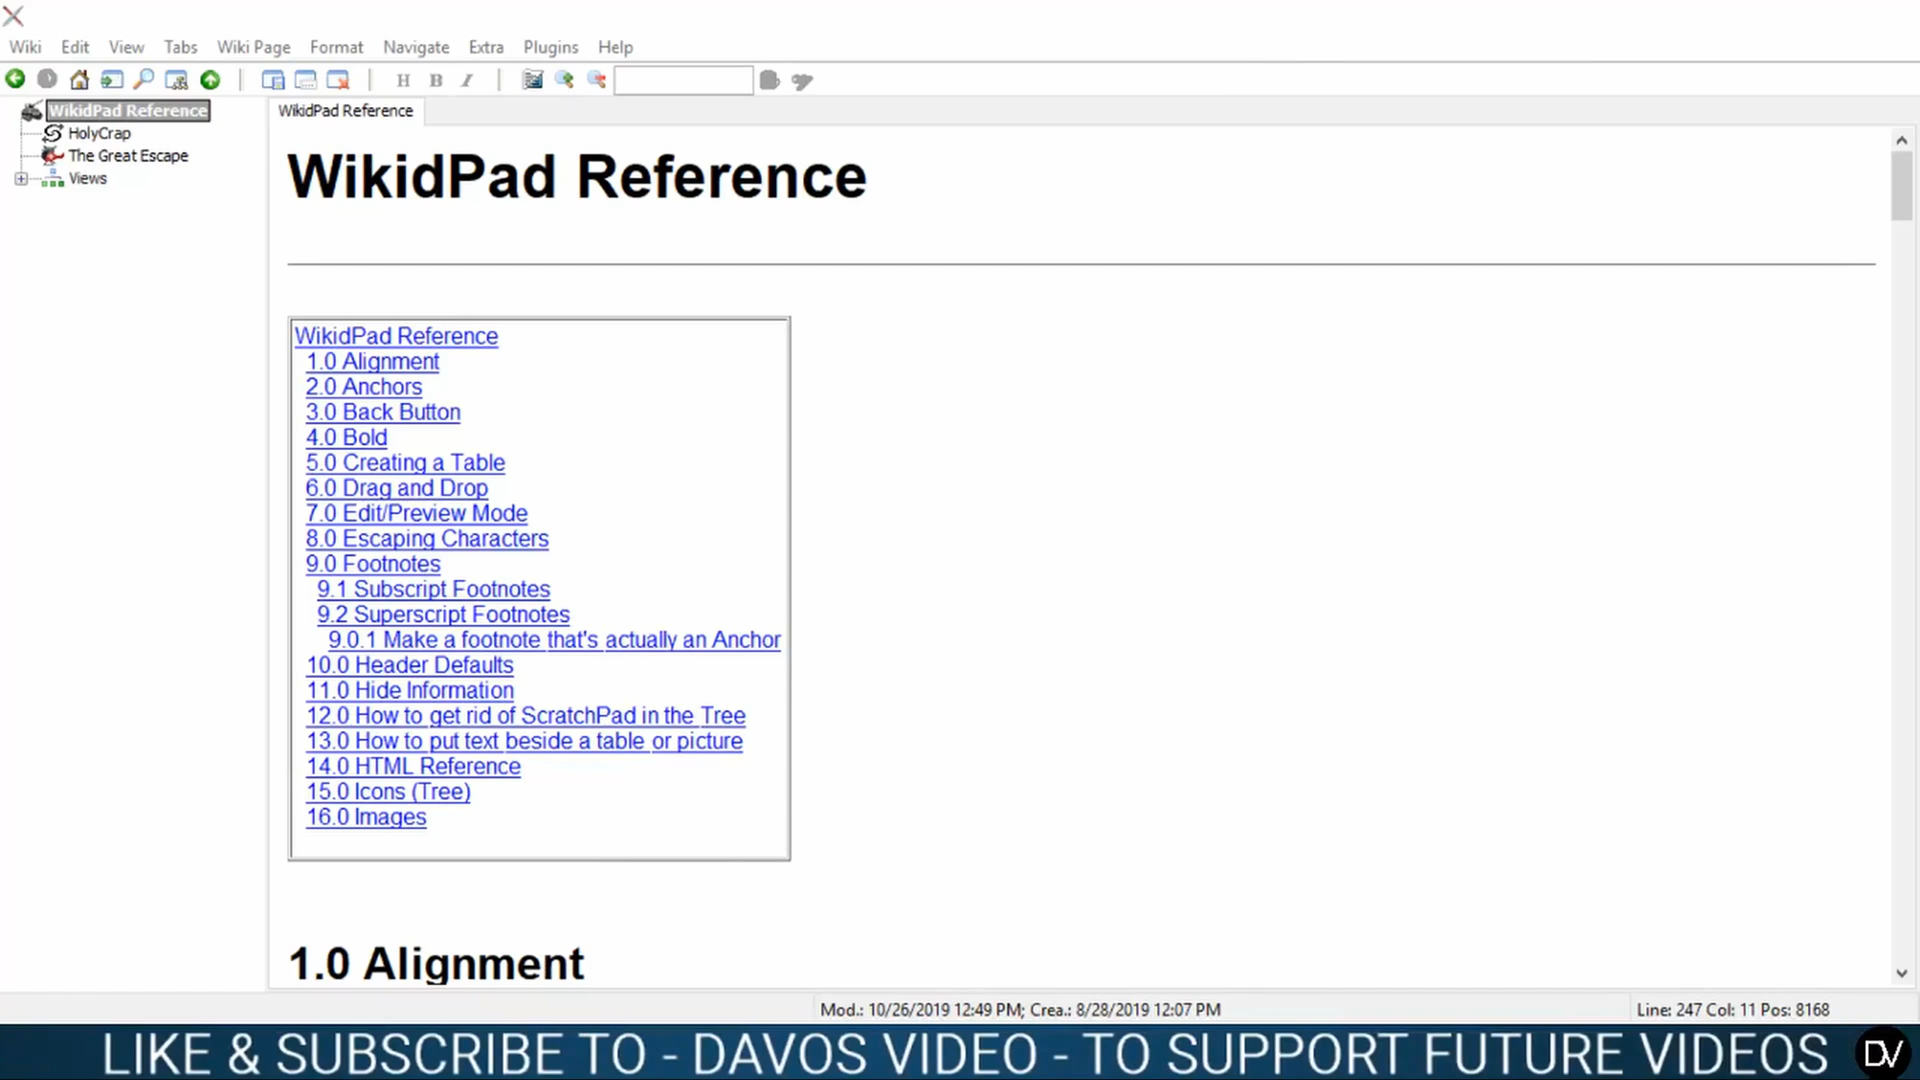 Wiki Edit View Tabs Wiki Page Format Navigate Extra Plugins Help
H B I
WikidPad Reference
HolyCrap
The Great Escape
Views
WikidPad Reference
WikidPad Reference
WikidPad Reference
1.0 Alignment
2.0 Anchors
3.0 Back Button
4.0 Bold
5.0 Creating a Table
6.0 Drag and Drop
7.0 Edit/Preview Mode
8.0 Escaping Characters
9.0 Footnotes
9.1 Subscript Footnotes
9.2 Superscript Footnotes
9.0.1 Make a footnote that's actually an Anchor
10.0 Header Defaults
11.0 Hide Information
12.0 How to get rid of ScratchPad in the Tree
13.0 How to put text beside a table or picture
14.0 HTML Reference
15.0 Icons (Tree)
16.0 Images
1.0 Alignment
Mod.: 10/26/2019 12:49 PM; Crea.: 8/28/2019 12:07 PM
Line: 247 Col: 11 Pos: 8168
LIKE & SUBSCRIBE TO - DAVOS VIDEO - TO SUPPORT FUTURE VIDEOS
DV